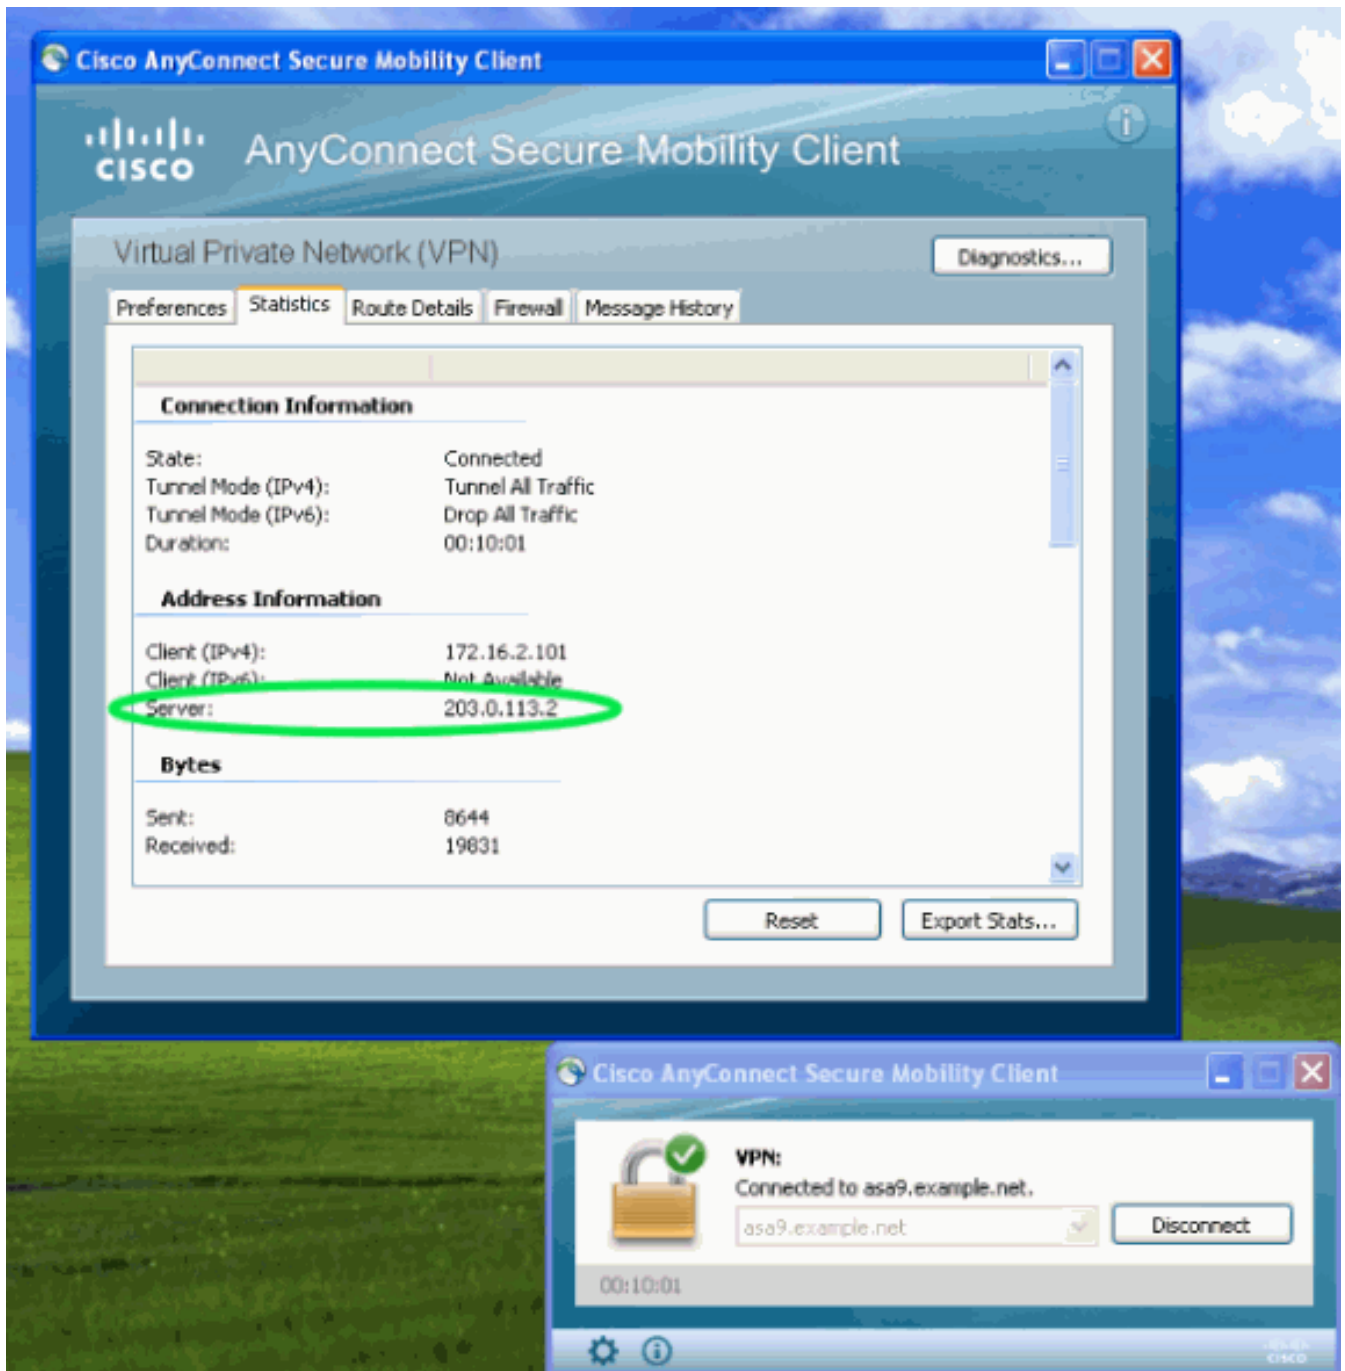 Cisco AnyConnect Secure Mobility Client
CISCO AnyConnect Secure Mobility Client
Virtual Private Network (VPN)
Diagnostics...
Preferences Statistics Route Details Firewall Message History
Connection Information
State: Connected
Tunnel Mode (IPv4): Tunnel All Traffic
Tunnel Mode (IPv6): Drop All Traffic
Duration: 00:10:01
Address Information
Client (IPv4): 172.16.2.101
Client (IPv6): Not Available
Server: 203.0.113.2
Bytes
Sent: 8644
Received: 19831
Reset Export Stats...
Cisco AnyConnect Secure Mobility Client
VPN:
Connected to asa9.example.net.
asa9.example.net Disconnect
00:10:01
CISCO